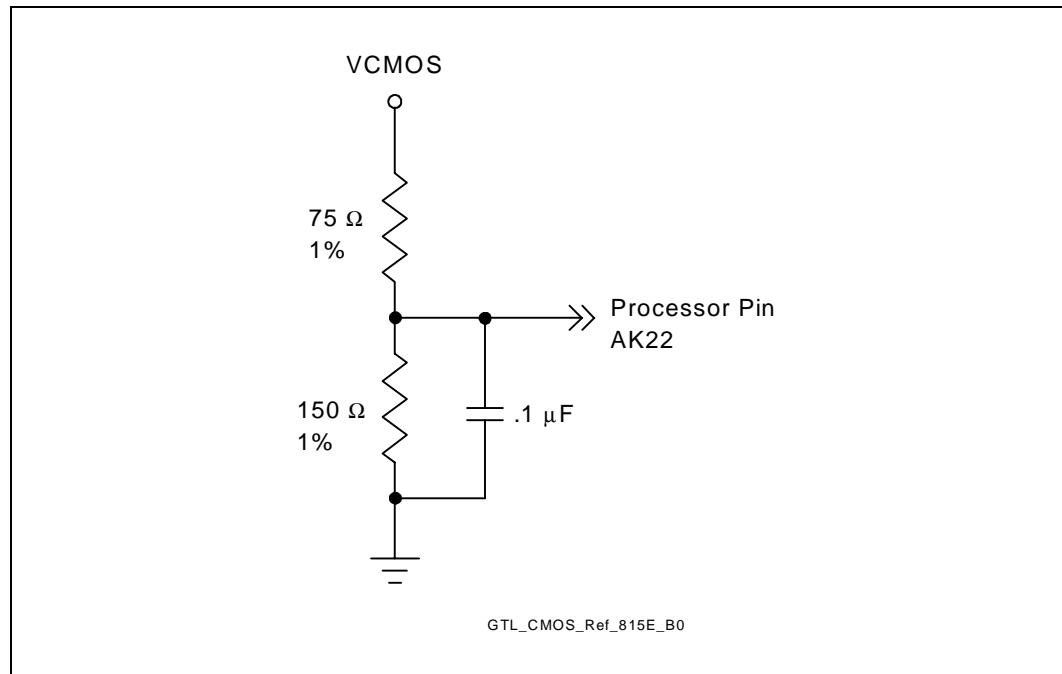 VCMOS
75 Ω
1%
Processor Pin
AK22
150 Ω
1%
.1 μF
GTL_CMOS_Ref_815E_B0